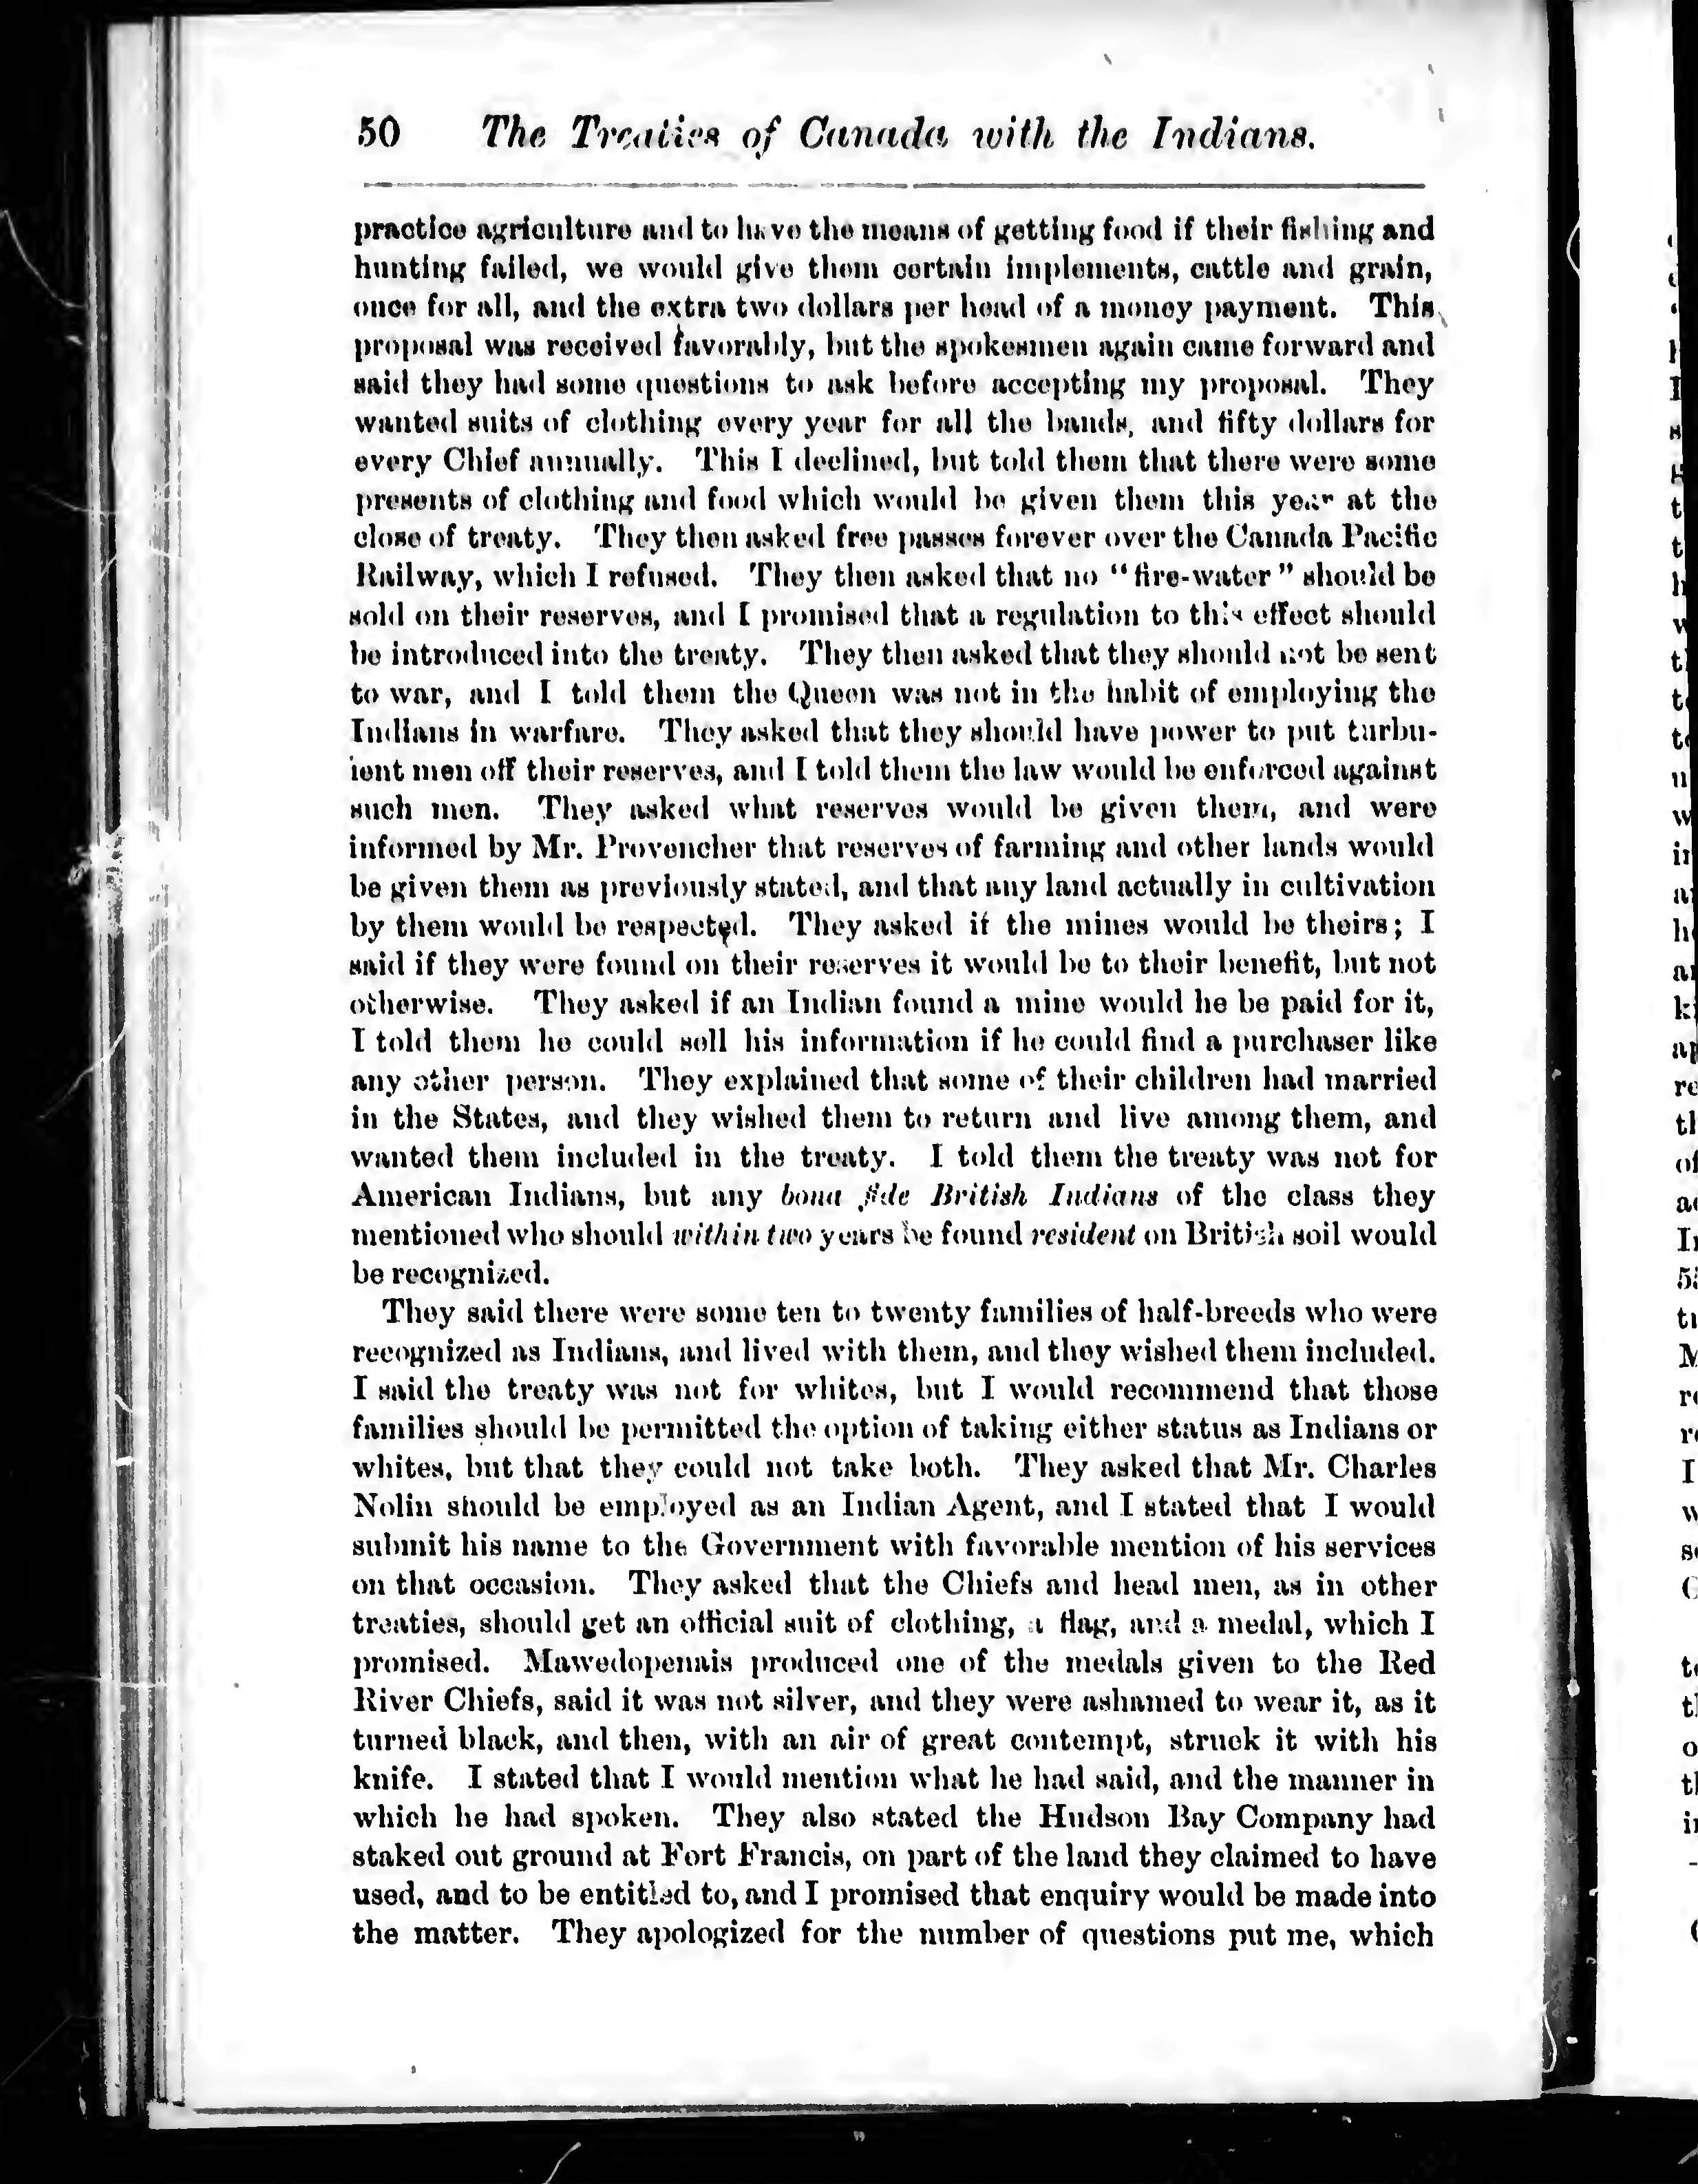 50 The Treaties of Canada with the Indians.
practice agriculture and to have the means of getting food if their fishing and
hunting failed, we would give them certain implements, cattle and grain,
once for all, and the extra two dollars per head of a money payment. This
proposal was received favorably, but the spokesmen again came forward and
said they had some questions to ask before accepting my proposal. They
wanted suits of clothing every year for all the bands, and fifty dollars for
every Chief annually. This I declined, but told them that there were some
presents of clothing and food which would be given them this year at the
close of treaty. They then asked free passes forever over the Canada Pacific
Railway, which I refused. They then asked that no "fire-water" should be
sold on their reserves, and I promised that a regulation to this effect should
be introduced into the treaty. They then asked that they should not be sent
to war, and I told them the Queen was not in the habit of employing the
Indians in warfare. They asked that they should have power to put turbu-
lent men off their reserves, and I told them the law would be enforced against
such men. They asked what reserves would be given them, and were
informed by Mr. Provencher that reserves of farming and other lands would
be given them as previously stated, and that any land actually in cultivation
by them would be respected. They asked if the mines would be theirs; I
said if they were found on their reserves it would be to their benefit, but not
otherwise. They asked if an Indian found a mine would he be paid for it,
I told them he could sell his information if he could find a purchaser like
any other person. They explained that some of their children had married
in the States, and they wished them to return and live among them, and
wanted them included in the treaty. I told them the treaty was not for
American Indians, but any bona fide British Indians of the class they
mentioned who should within two years be found resident on British soil would
be recognized.
They said there were some ten to twenty families of half-breeds who were
recognized as Indians, and lived with them, and they wished them included.
I said the treaty was not for whites, but I would recommend that those
families should be permitted the option of taking either status as Indians or
whites, but that they could not take both. They asked that Mr. Charles
Nolin should be employed as an Indian Agent, and I stated that I would
submit his name to the Government with favorable mention of his services
on that occasion. They asked that the Chiefs and head men, as in other
treaties, should get an official suit of clothing, a flag, and a medal, which I
promised. Mawedopenais produced one of the medals given to the Red
River Chiefs, said it was not silver, and they were ashamed to wear it, as it
turned black, and then, with an air of great contempt, struck it with his
knife. I stated that I would mention what he had said, and the manner in
which he had spoken. They also stated the Hudson Bay Company had
staked out ground at Fort Francis, on part of the land they claimed to have
used, and to be entitled to, and I promised that enquiry would be made into
the matter. They apologized for the number of questions put me, which